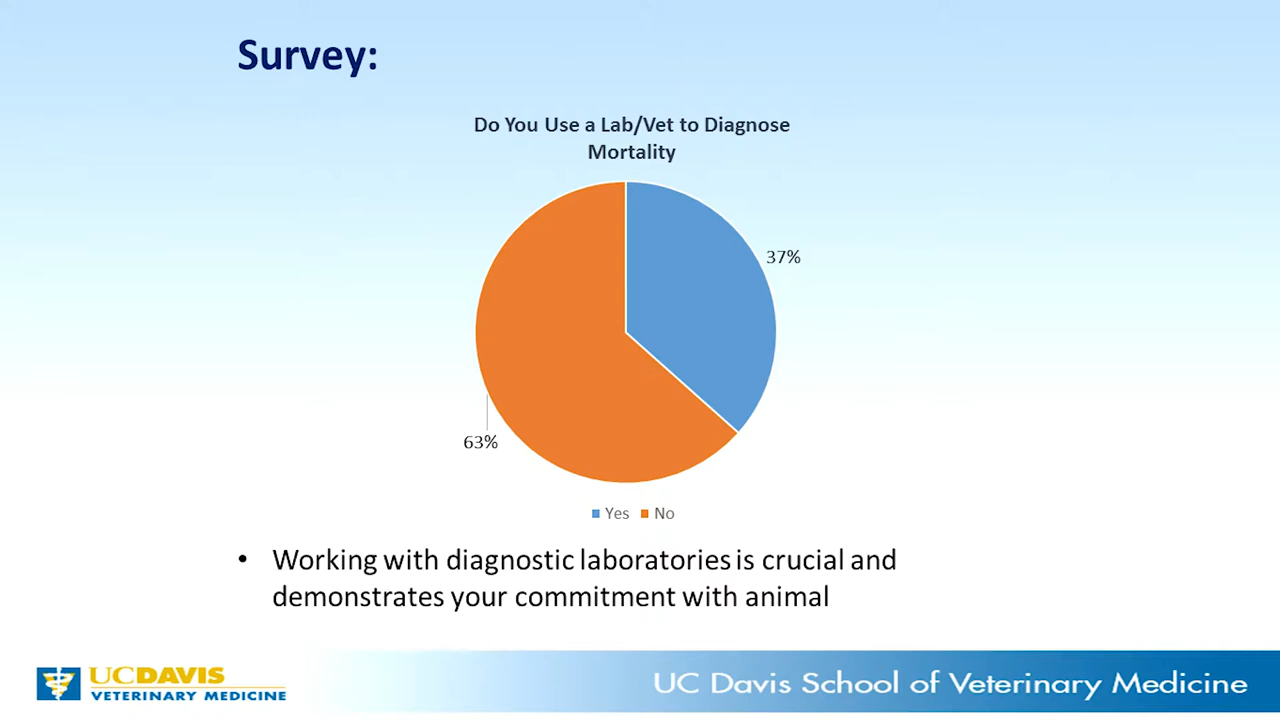 Survey:
Do You Use a Lab/Vet to Diagnose
Mortality
37%
63%
Yes No
• Working with diagnostic laboratories is crucial and
demonstrates your commitment with animal
UCDAVIS
VETERINARY MEDICINE
UC Davis School of Veterinary Medicine